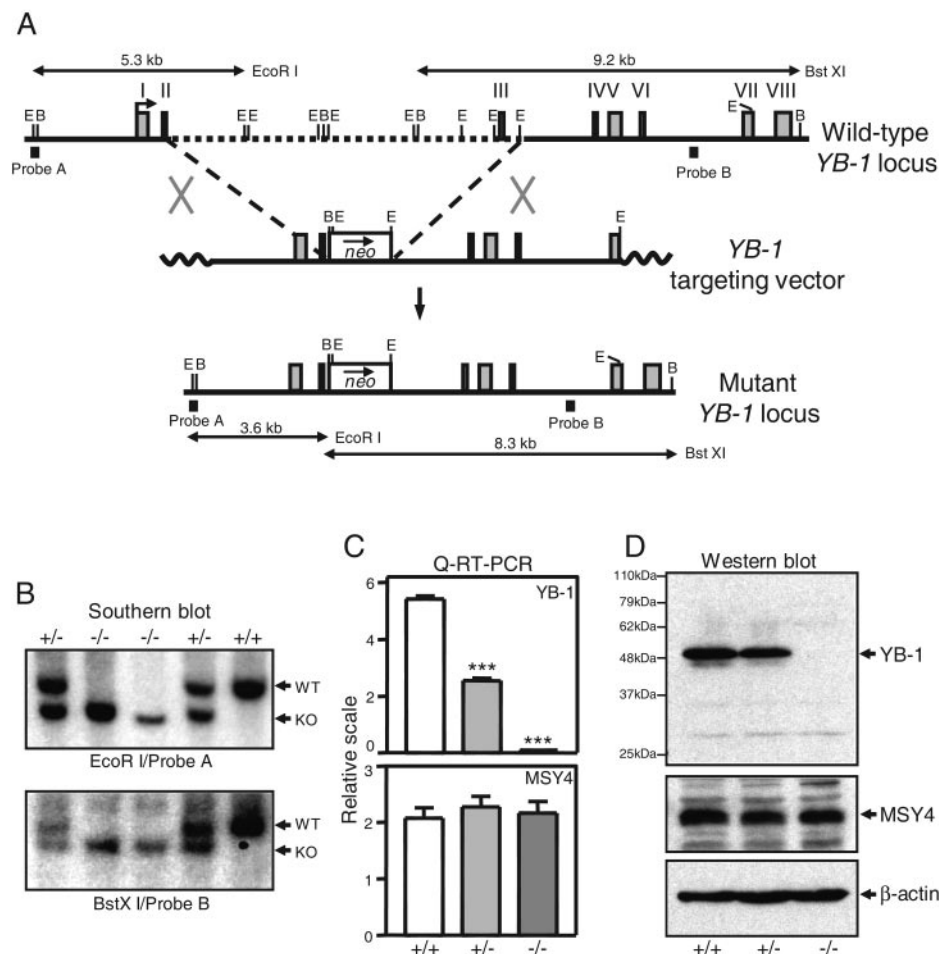 A
5.3 kb
EcoR I
9.2 kb
Bst XI
I II III IV V VI VII VIII
E B E E E B E B E E E E B
Probe A
Probe B
Wild-type
YB-1 locus
B E E E
neo
YB-1
targeting vector
E B B E E E B
neo
Mutant
YB-1 locus
Probe A
Probe B
3.6 kb
EcoR I
8.3 kb
Bst XI
B
Southern blot
+/- -/- -/- +/- +/+
WT
KO
EcoR I/Probe A
WT
KO
BstX I/Probe B
C
Q-RT-PCR
Relative scale
6
4
2
0
YB-1
***
***
3
2
1
0
MSY4
+/+ +/- -/-
D
Western blot
110kDa
79kDa
62kDa
48kDa
37kDa
25kDa
YB-1
MSY4
β-actin
+/+ +/- -/-